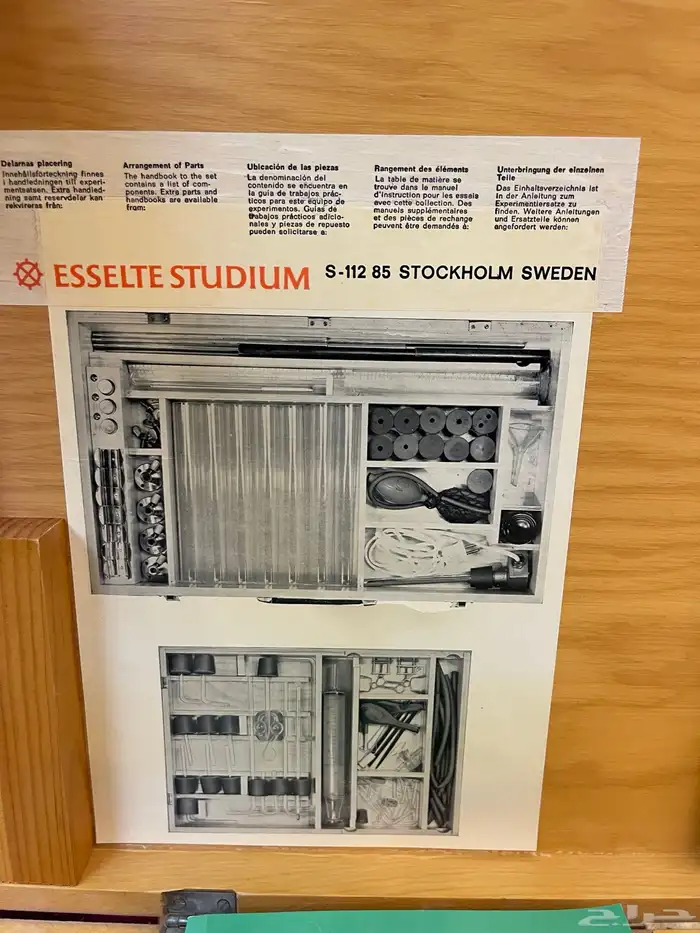 Delarnas placering
Innehållsförteckning finnes
i handledningen till experi-
mentsatsen. Extra handled-
ning samt reservdelar kan
rekvireras från:
Arrangement of Parts
The handbook to the set
contains a list of com-
ponents. Extra parts and
handbooks are available
from:
Ubicación de las piezas
La denominación del
contenido se encuentra en
la guia de trabajos prác-
ticos para este equipo de
experimentos. Guias de
trabajos prácticos adicio-
nales y piezas de repuesto
pueden solicitarse a:
Rangement des éléments
La table de matière se
trouve dans le manuel
d'instruction pour les essais
avec cette collection. Des
manuels supplémentaires
et des pièces de rechange
peuvent être demandés à:
Unterbringung der einzelnen
Teile
Das Einhaltsverzeichnis ist
in der Anleitung zum
Experimentiersatze zu
finden. Weitere Anleitungen
und Ersatzteile können
angefordert werden:
ESSELTE STUDIUM S-112 85 STOCKHOLM SWEDEN
حراج